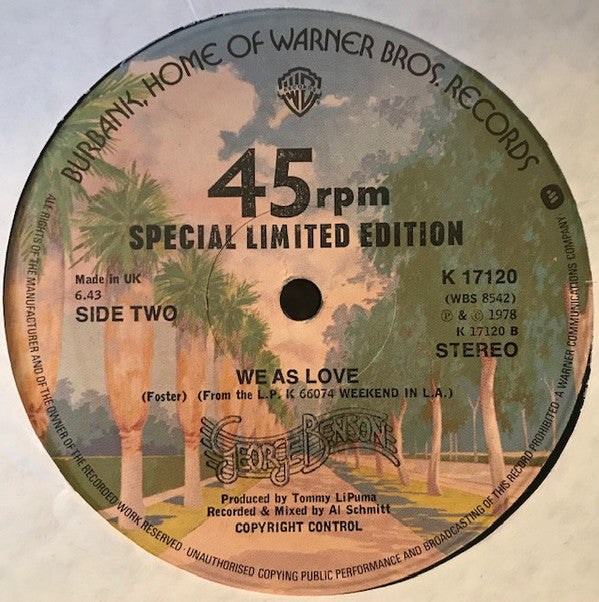 BURBANK, HOME OF WARNER BROS. RECORDS
45 rpm
SPECIAL LIMITED EDITION
Made in UK
6.43
SIDE TWO
K 17120
(WBS 8542)
℗ & © 1978
K 17120 B
STEREO
WE AS LOVE
(Foster) (From the L.P. K 66074 WEEKEND IN L.A.)
GEORGE BENSON
Produced by Tommy LiPuma
Recorded & Mixed by Al Schmitt
COPYRIGHT CONTROL
ALL RIGHTS OF THE MANUFACTURER AND OF THE OWNER OF THE RECORDED WORK RESERVED · UNAUTHORISED COPYING PUBLIC PERFORMANCE AND BROADCASTING OF THIS RECORD PROHIBITED · A WARNER COMMUNICATIONS COMPANY